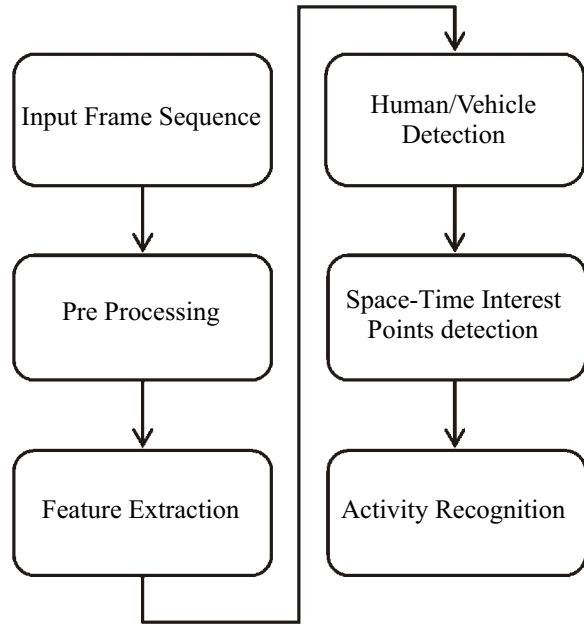 Input Frame Sequence
Pre Processing
Feature Extraction
Human/Vehicle
Detection
Space-Time Interest
Points detection
Activity Recognition